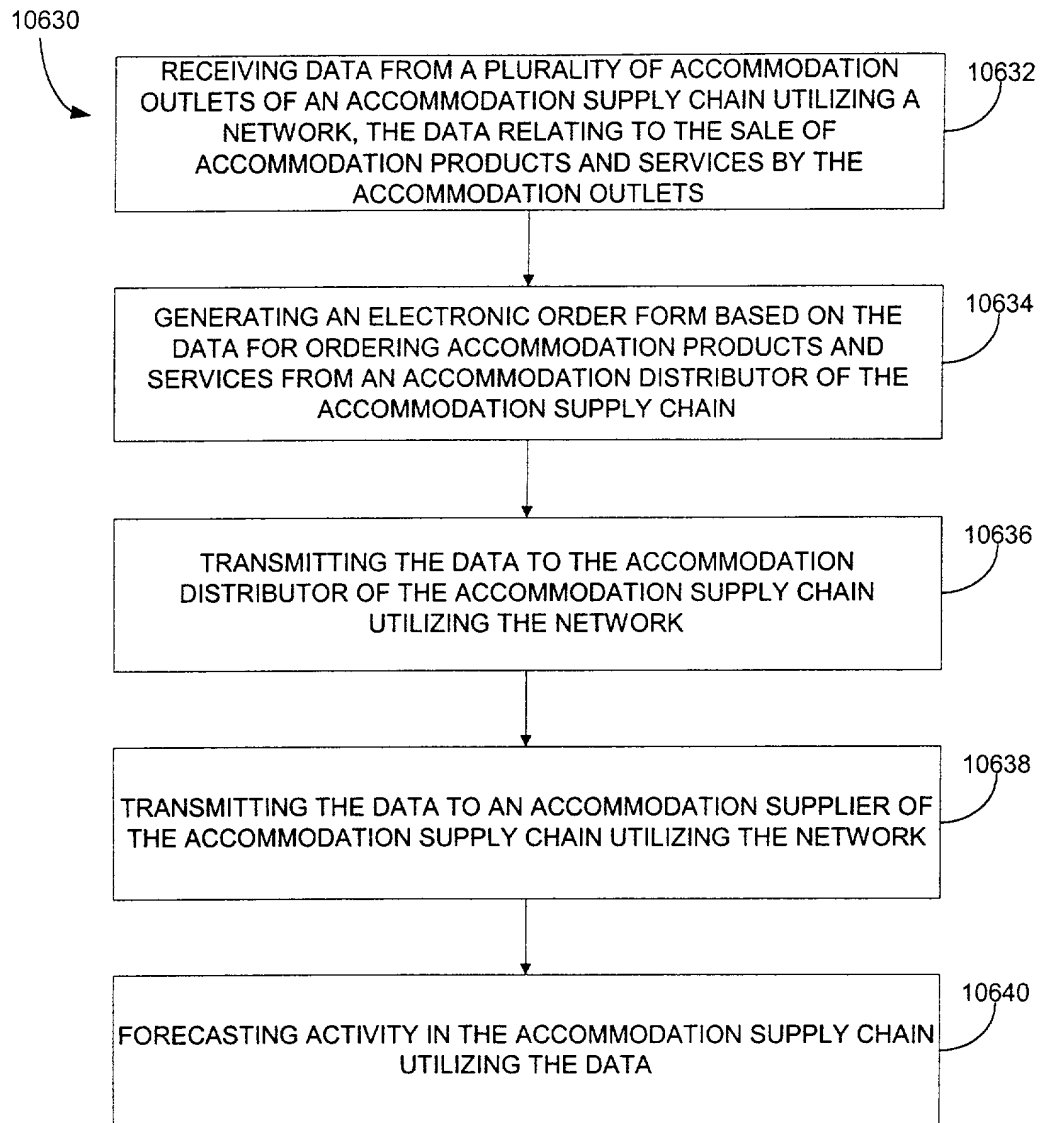 10630
RECEIVING DATA FROM A PLURALITY OF ACCOMMODATION
OUTLETS OF AN ACCOMMODATION SUPPLY CHAIN UTILIZING A
NETWORK, THE DATA RELATING TO THE SALE OF
ACCOMMODATION PRODUCTS AND SERVICES BY THE
ACCOMMODATION OUTLETS
10632
GENERATING AN ELECTRONIC ORDER FORM BASED ON THE
DATA FOR ORDERING ACCOMMODATION PRODUCTS AND
SERVICES FROM AN ACCOMMODATION DISTRIBUTOR OF THE
ACCOMMODATION SUPPLY CHAIN
10634
TRANSMITTING THE DATA TO THE ACCOMMODATION
DISTRIBUTOR OF THE ACCOMMODATION SUPPLY CHAIN
UTILIZING THE NETWORK
10636
TRANSMITTING THE DATA TO AN ACCOMMODATION SUPPLIER OF
THE ACCOMMODATION SUPPLY CHAIN UTILIZING THE NETWORK
10638
FORECASTING ACTIVITY IN THE ACCOMMODATION SUPPLY CHAIN
UTILIZING THE DATA
10640